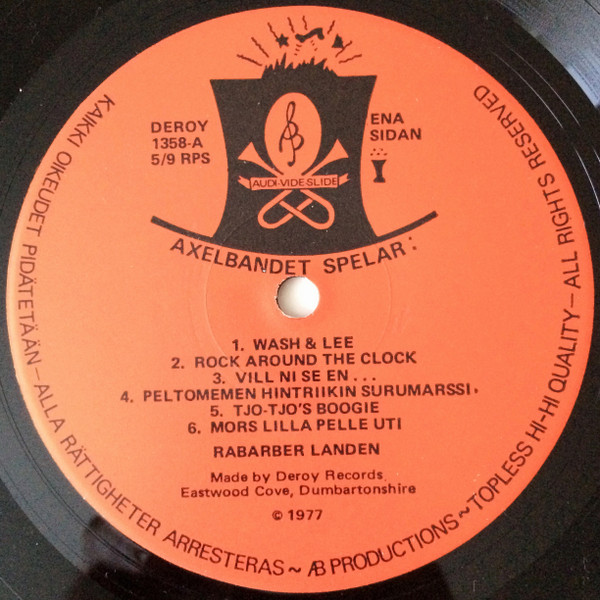 DEROY
1358-A
5/9 RPS
AB
AUDI-VIDE-SLIDE
ENA
SIDAN
AXELBANDET SPELAR:
1. WASH & LEE
2. ROCK AROUND THE CLOCK
3. VILL NI SE EN...
4. PELTOMEMEN HINTRIIKIN SURUMARSSI.
5. TJO-TJO'S BOOGIE
6. MORS LILLA PELLE UTI
RABARBER LANDEN
Made by Deroy Records
Eastwood Cove, Dumbartonshire
© 1977
KAIKKI OIKEUDET PIDÄTETÄÄN – ALLA RÄTTIGHETER ARRESTERAS ~ AB PRODUCTIONS ~ TOPLESS HI-HI QUALITY – ALL RIGHTS RESERVED